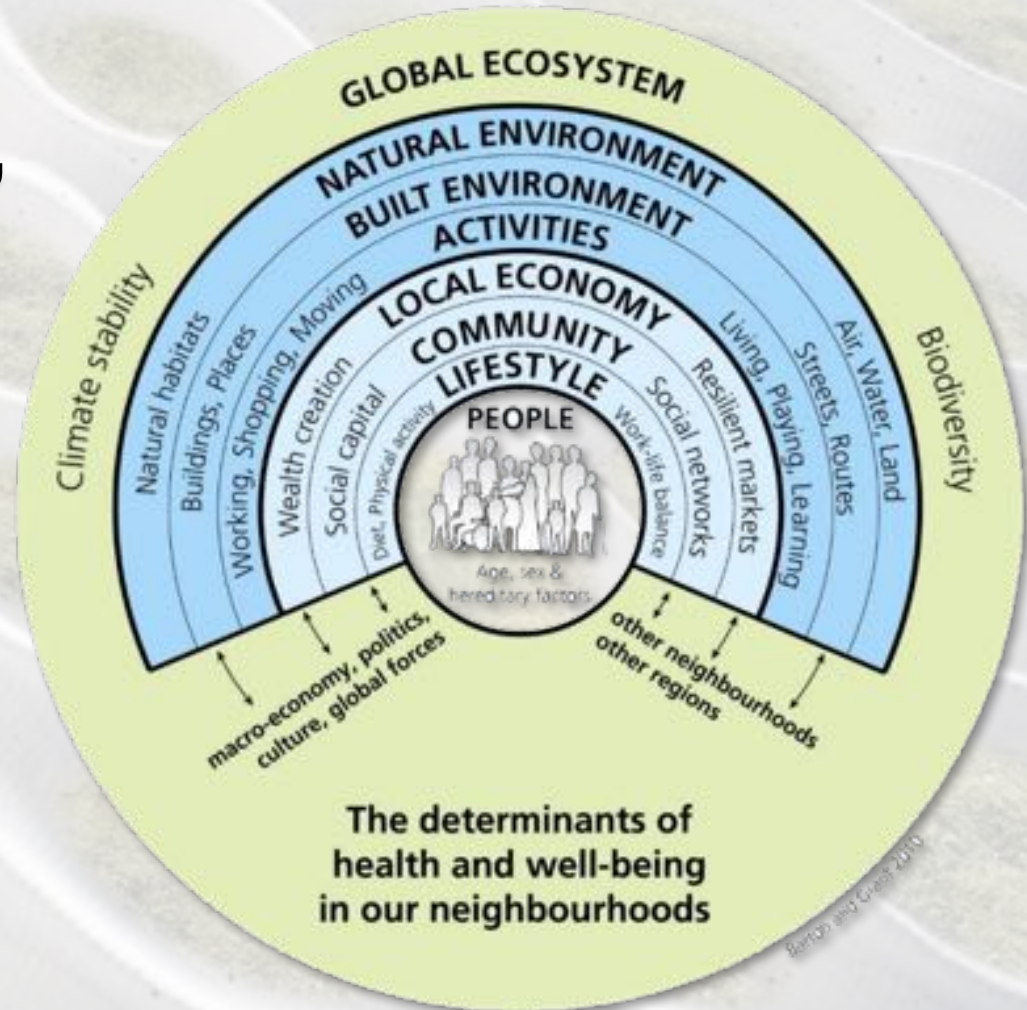 GLOBAL ECOSYSTEM
NATURAL ENVIRONMENT
BUILT ENVIRONMENT
ACTIVITIES
LOCAL ECONOMY
COMMUNITY
LIFESTYLE
PEOPLE
Age, sex &
hereditary factors
Climate stability
Natural habitats
Buildings, Places
Working, Shopping, Moving
Wealth creation
Social capital
Diet, Physical activity
Work-life balance
Social networks
Resilient markets
Living, Playing, Learning
Streets, Routes
Air, Water, Land
Biodiversity
macro-economy, politics,
culture, global forces
other neighbourhoods
other regions
The determinants of
health and well-being
in our neighbourhoods
Barton and Grant 2010